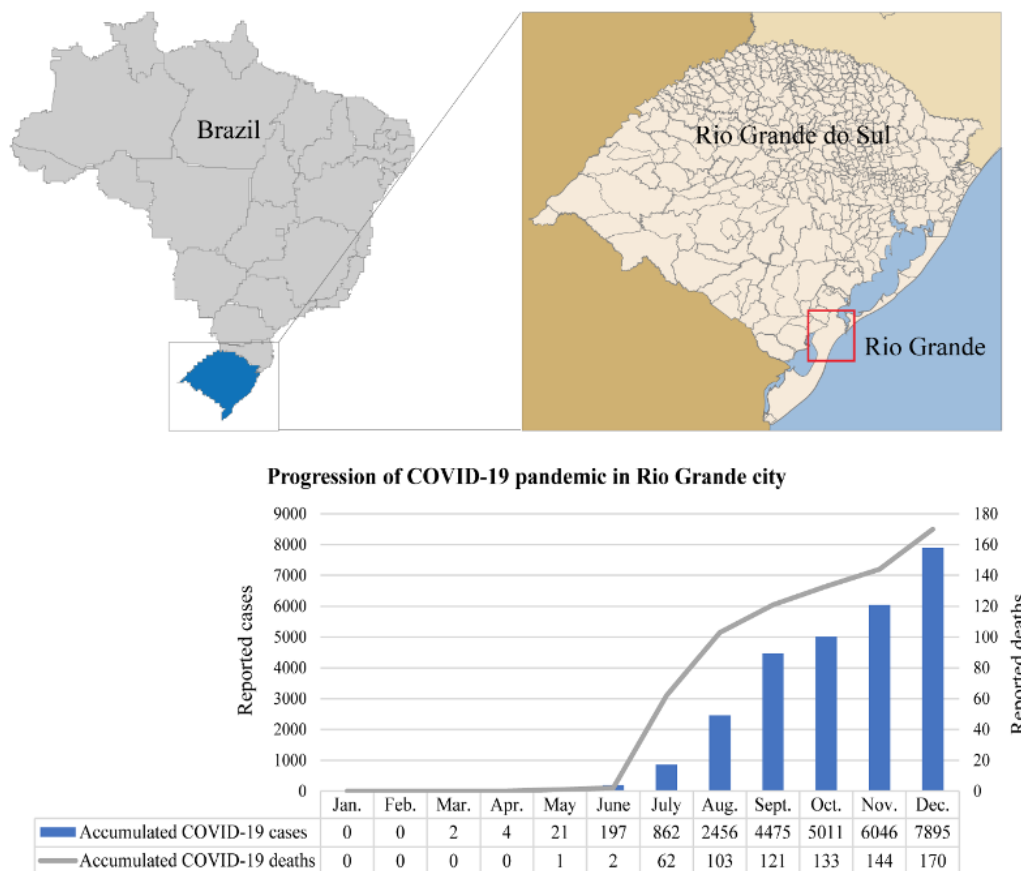 Brazil
Rio Grande do Sul
Rio Grande
Progression of COVID-19 pandemic in Rio Grande city
9000 180
8000 160
7000 140
6000 120
5000 100
4000 80
3000 60
2000 40
1000 20
0 0
Reported cases
Reported deaths
Jan. Feb. Mar. Apr. May June July Aug. Sept. Oct. Nov. Dec.
Accumulated COVID-19 cases 0 0 2 4 21 197 862 2456 4475 5011 6046 7895
Accumulated COVID-19 deaths 0 0 0 0 1 2 62 103 121 133 144 170